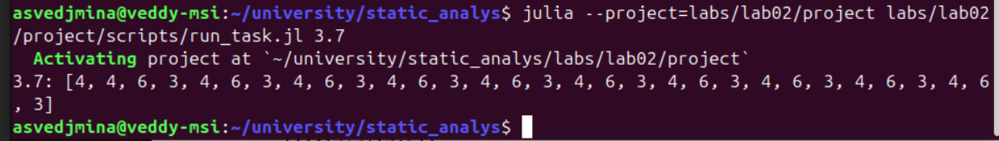 asvedjmina@veddy-msi:~/university/static_analys$ julia --project=labs/lab02/project labs/lab02
/project/scripts/run_task.jl 3.7
  Activating project at `~/university/static_analys/labs/lab02/project`
3.7: [4, 4, 6, 3, 4, 6, 3, 4, 6, 3, 4, 6, 3, 4, 6, 3, 4, 6, 3, 4, 6, 3, 4, 6, 3, 4, 6, 3, 4, 6
, 3]
asvedjmina@veddy-msi:~/university/static_analys$